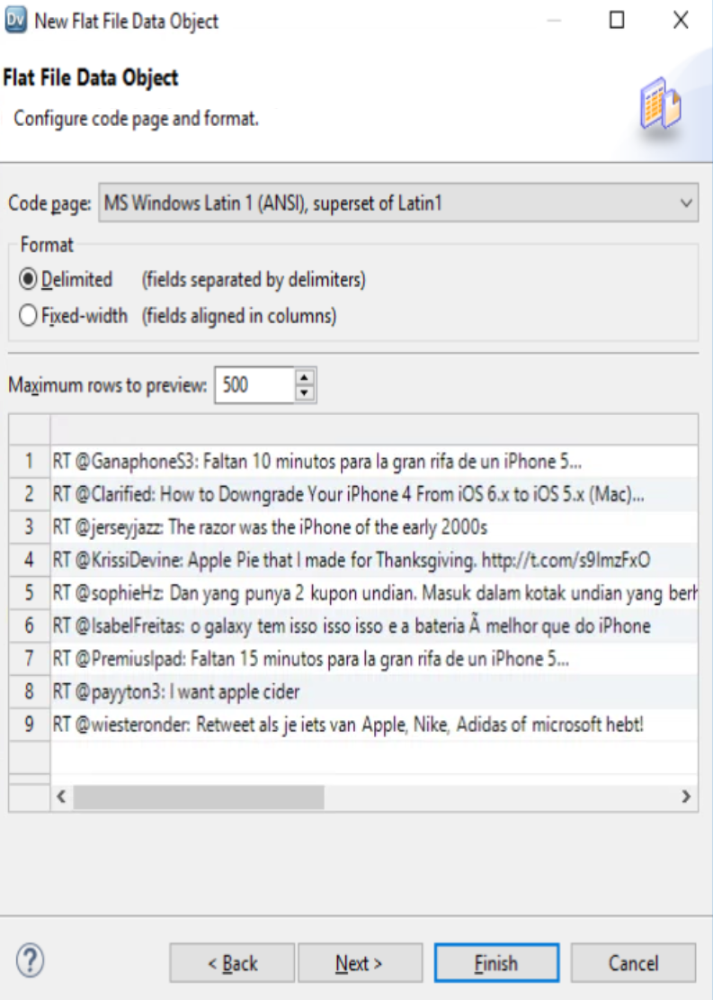 Dv New Flat File Data Object
Flat File Data Object
Configure code page and format.
Code page: MS Windows Latin 1 (ANSI), superset of Latin1
Format
Delimited (fields separated by delimiters)
Fixed-width (fields aligned in columns)
Maximum rows to preview: 500
1 RT @GanaphoneS3: Faltan 10 minutos para la gran rifa de un iPhone 5...
2 RT @Clarified: How to Downgrade Your iPhone 4 From iOS 6.x to iOS 5.x (Mac)...
3 RT @jerseyjazz: The razor was the iPhone of the early 2000s
4 RT @KrissiDevine: Apple Pie that I made for Thanksgiving. http://t.com/s9lmzFxO
5 RT @sophieHz: Dan yang punya 2 kupon undian. Masuk dalam kotak undian yang berh
6 RT @IsabelFreitas: o galaxy tem isso isso isso e a bateria Ã melhor que do iPhone
7 RT @PremiusIpad: Faltan 15 minutos para la gran rifa de un iPhone 5...
8 RT @payyton3: I want apple cider
9 RT @wiesteronder: Retweet als je iets van Apple, Nike, Adidas of microsoft hebt!
? < Back Next > Finish Cancel